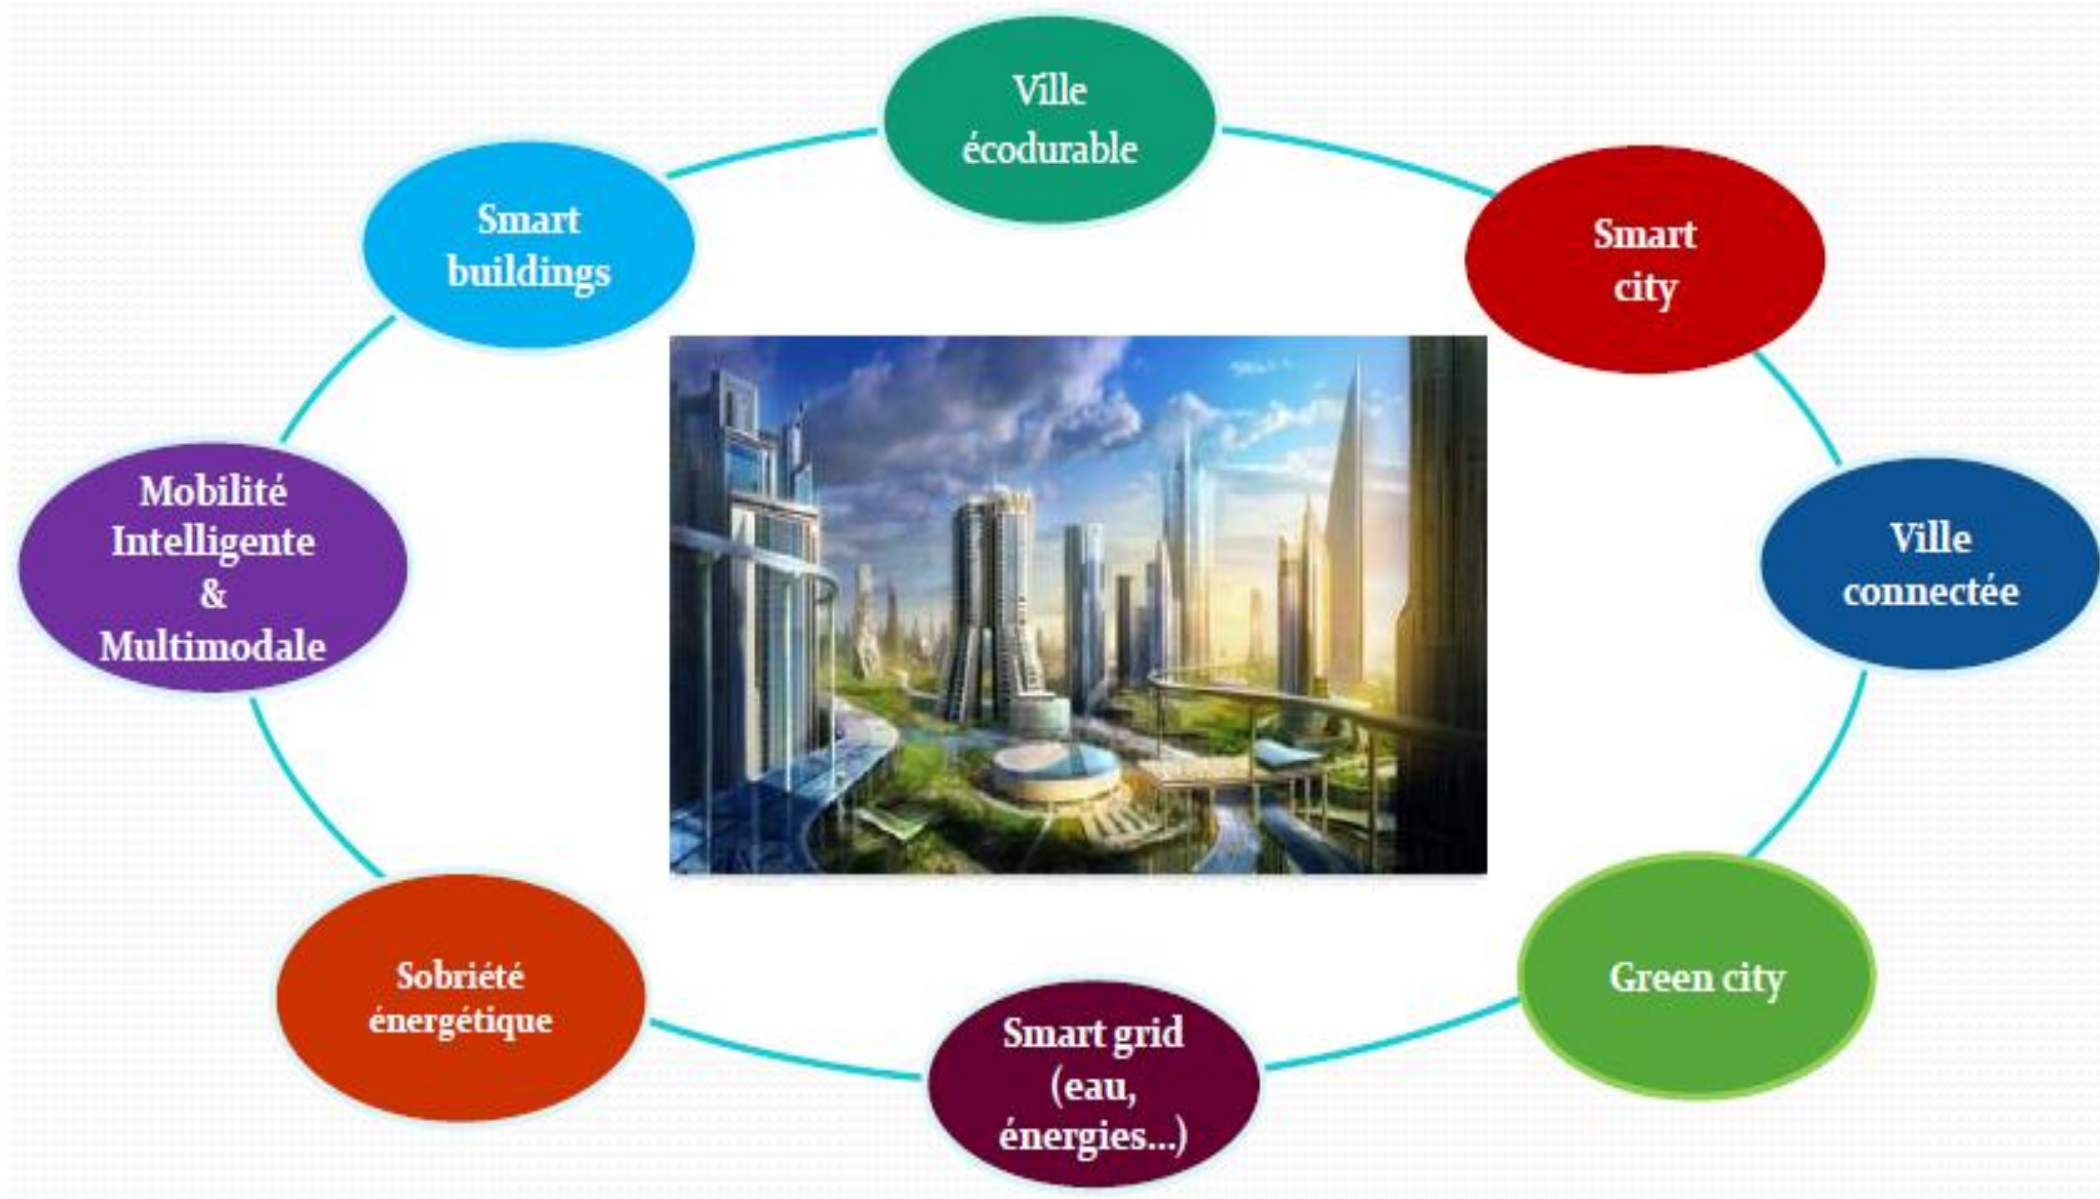 Ville
écodurable
Smart
city
Ville
connectée
Green city
Smart grid
(eau,
énergies...)
Sobriété
énergétique
Mobilité
Intelligente
&
Multimodale
Smart
buildings